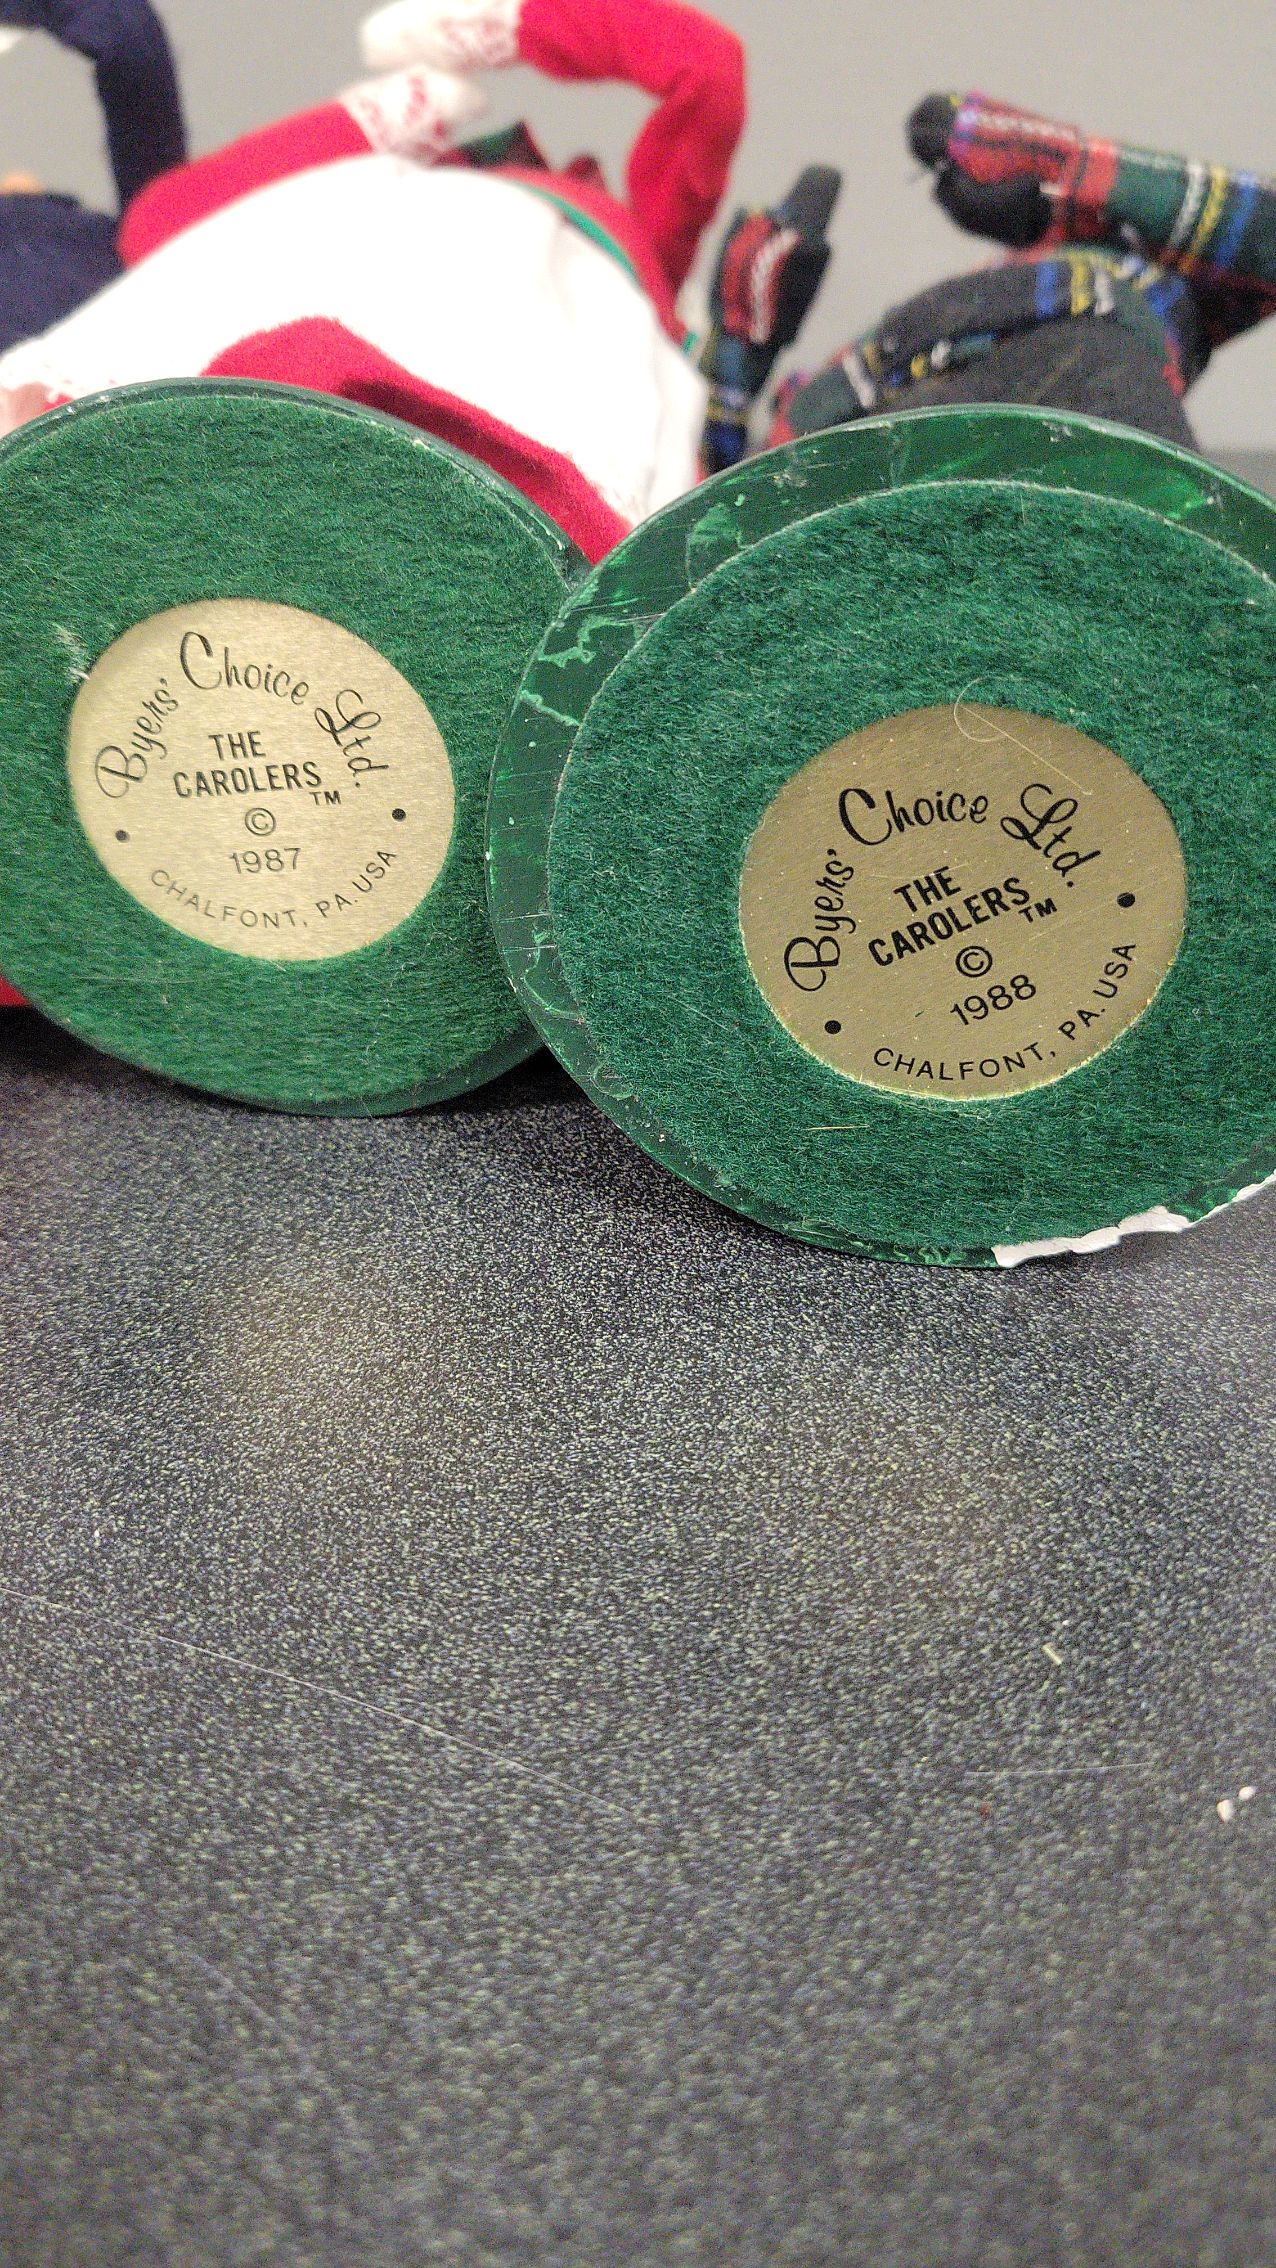 Byers' Choice Ltd.
THE
CAROLERS™
©
1987
• CHALFONT, PA. USA •
Byers' Choice Ltd.
THE
CAROLERS™
©
1988
• CHALFONT, PA. USA •